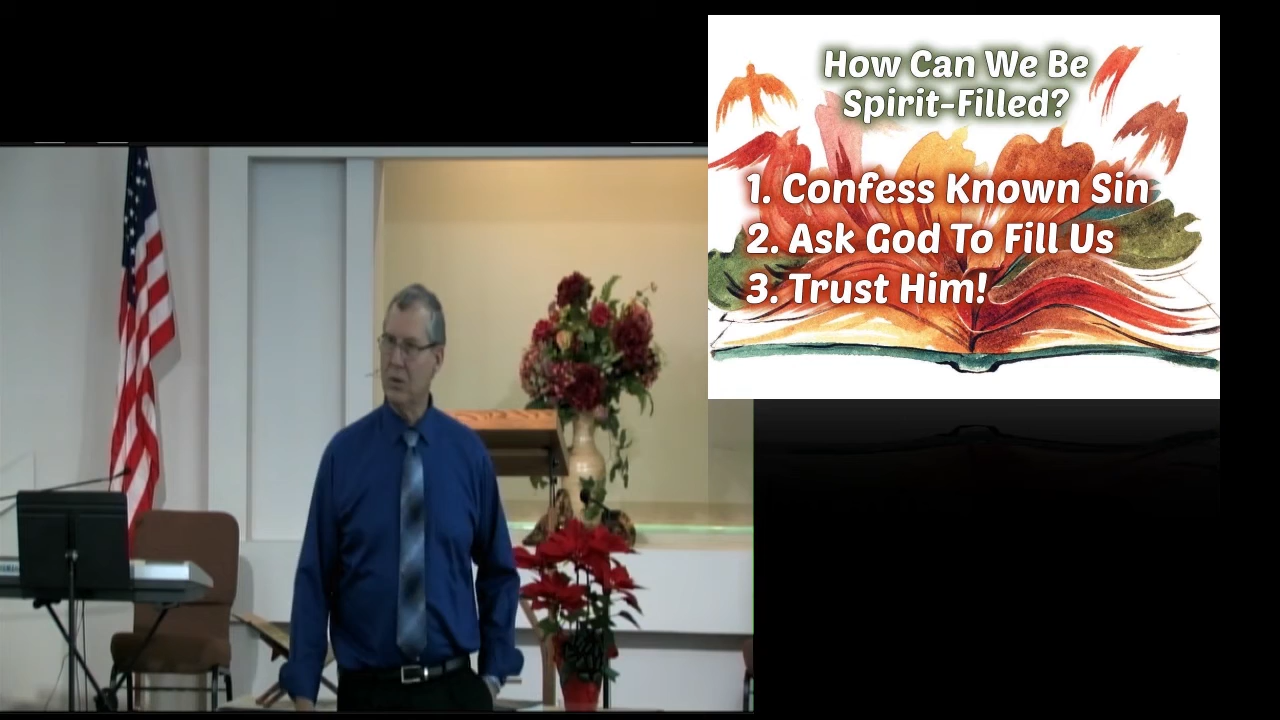 How Can We Be
Spirit-Filled?
1. Confess Known Sin
2. Ask God To Fill Us
3. Trust Him!